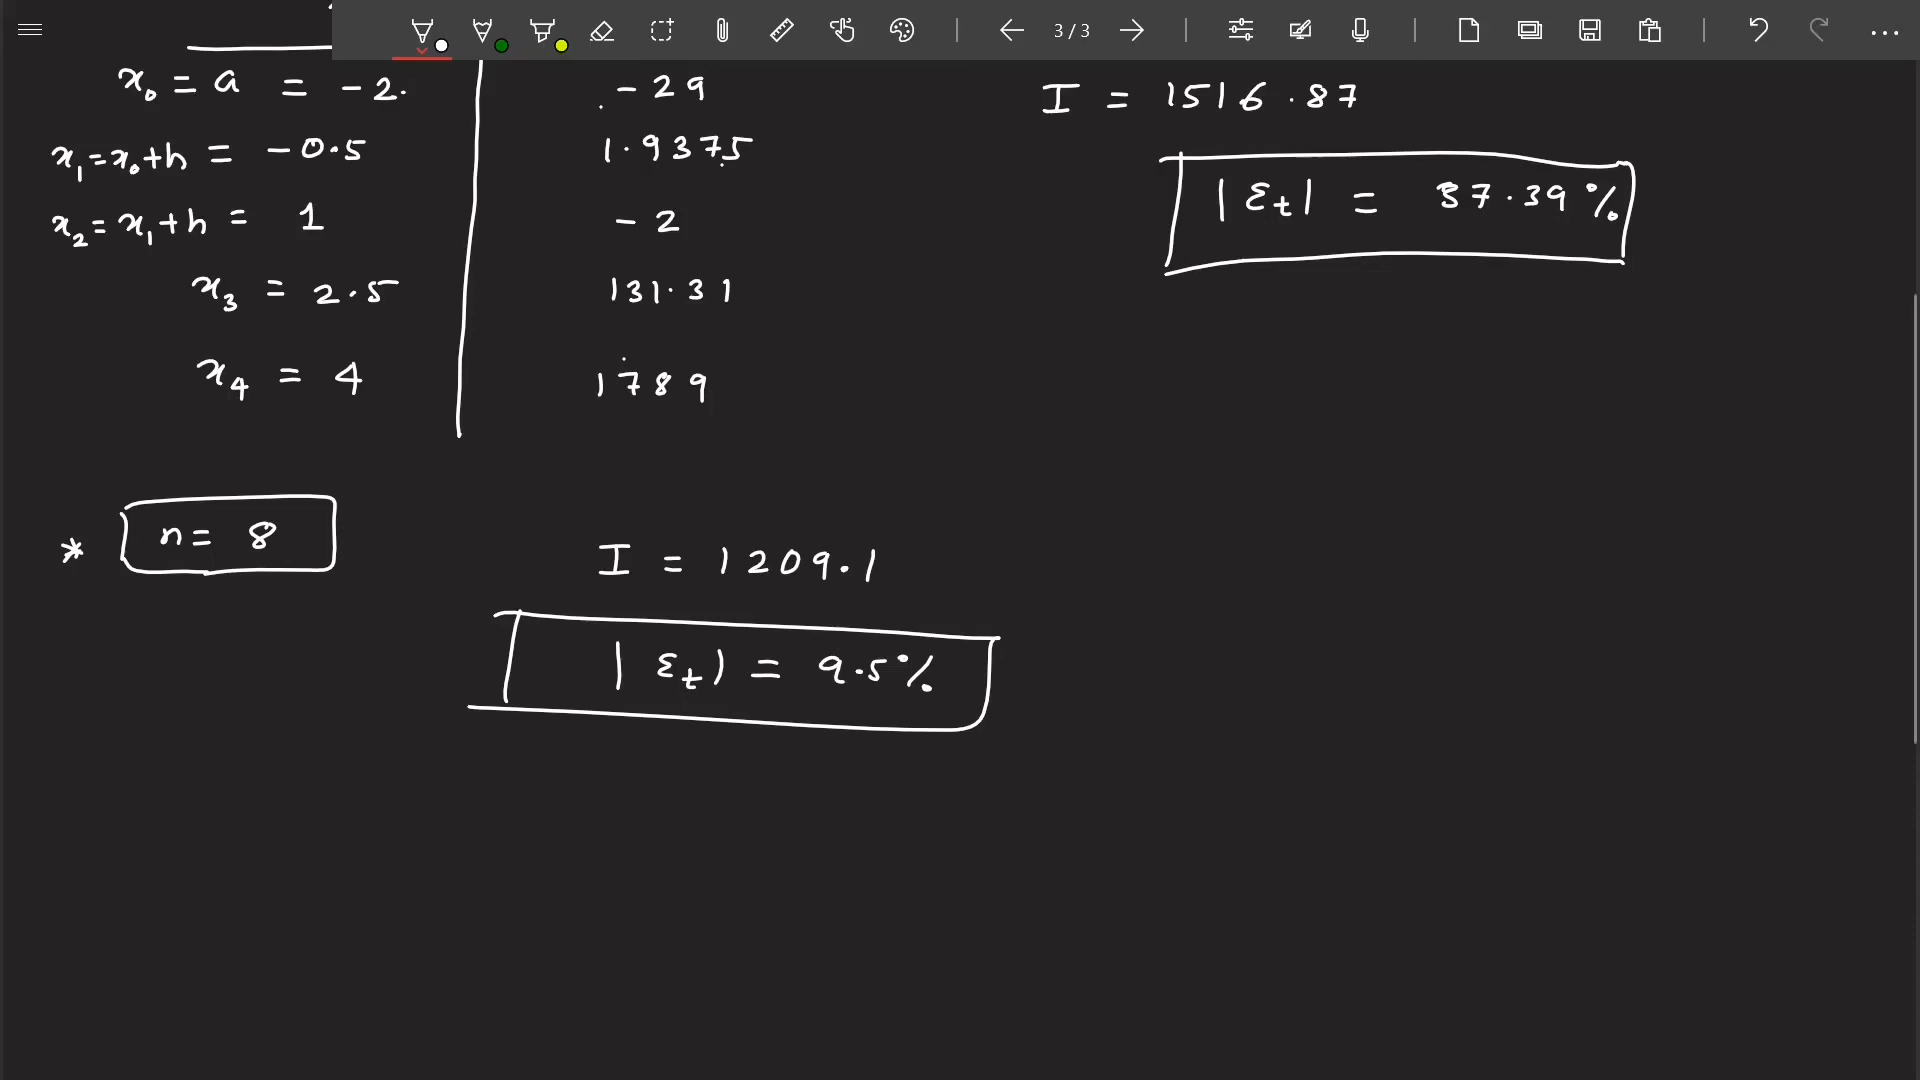 3 / 3
x₀ = a = -2.
- 29
x₁ = x₀ + h = -0.5
1.9375
x₂ = x₁ + h = 1
- 2
x₃ = 2.5
131.31
x₄ = 4
1789
I = 1516.87
|εₜ| = 37.39 %
* n = 8
I = 1209.1
|εₜ| = 9.5 %